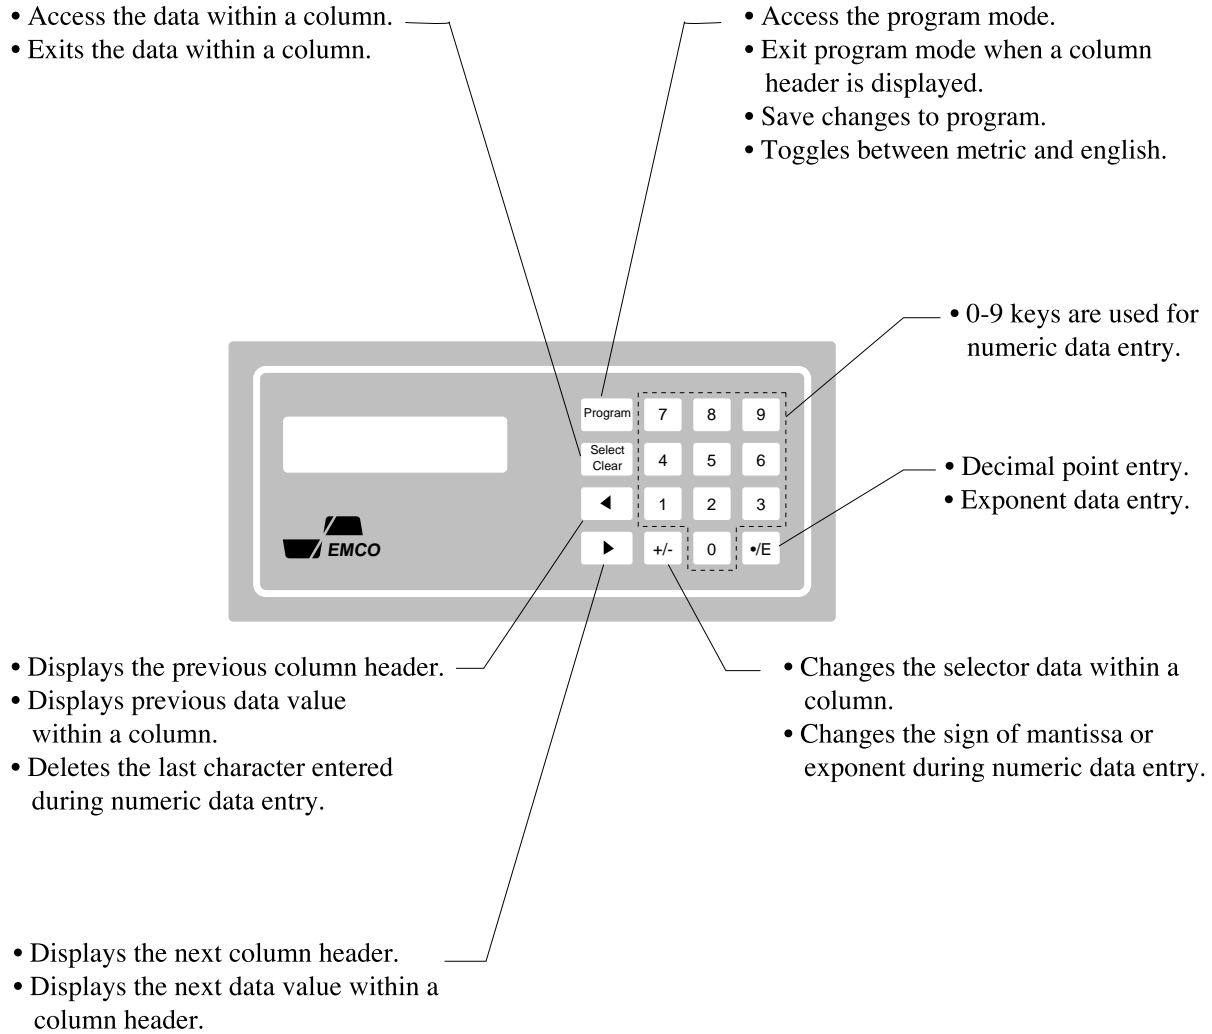 • Access the data within a column.
• Exits the data within a column.
• Access the program mode.
• Exit program mode when a column
header is displayed.
• Save changes to program.
• Toggles between metric and english.
• 0-9 keys are used for
numeric data entry.
Program 7 8 9
Select
Clear
4 5 6
1 2 3
+/- 0 •/E
EMCO
• Decimal point entry.
• Exponent data entry.
• Displays the previous column header.
• Displays previous data value
within a column.
• Deletes the last character entered
during numeric data entry.
• Changes the selector data within a
column.
• Changes the sign of mantissa or
exponent during numeric data entry.
• Displays the next column header.
• Displays the next data value within a
column header.